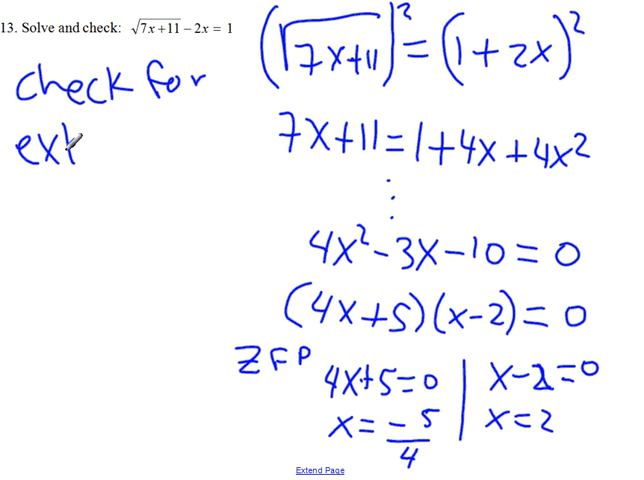 13. Solve and check: √7x+11 − 2x = 1
(√7x+11)² = (1+2x)²
check for
ext
7x+11 = 1+4x+4x²
⋮
4x²−3x−10=0
(4x+5)(x−2)=0
ZFP
4x+5=0 | x−2=0
x=−5/4 | x=2
Extend Page